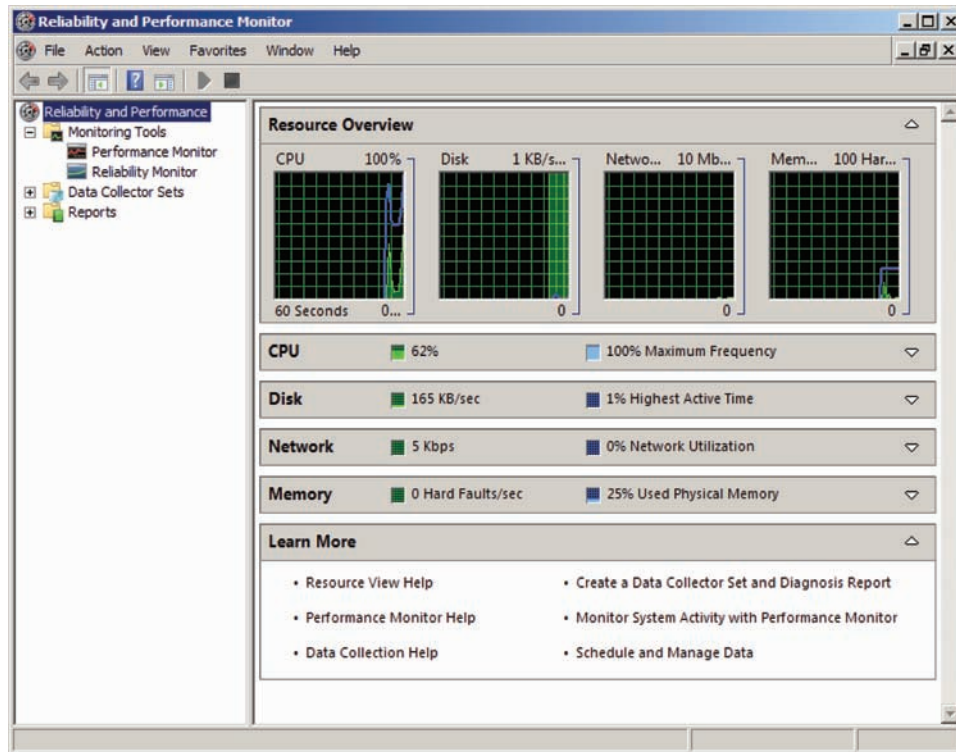 Reliability and Performance Monitor
File Action View Favorites Window Help
Reliability and Performance
Monitoring Tools
Performance Monitor
Reliability Monitor
Data Collector Sets
Reports
Resource Overview
CPU 100% Disk 1 KB/s... Netwo... 10 Mb... Mem... 100 Har...
60 Seconds 0... 0 0 0
CPU 62% 100% Maximum Frequency
Disk 165 KB/sec 1% Highest Active Time
Network 5 Kbps 0% Network Utilization
Memory 0 Hard Faults/sec 25% Used Physical Memory
Learn More
• Resource View Help • Create a Data Collector Set and Diagnosis Report
• Performance Monitor Help • Monitor System Activity with Performance Monitor
• Data Collection Help • Schedule and Manage Data